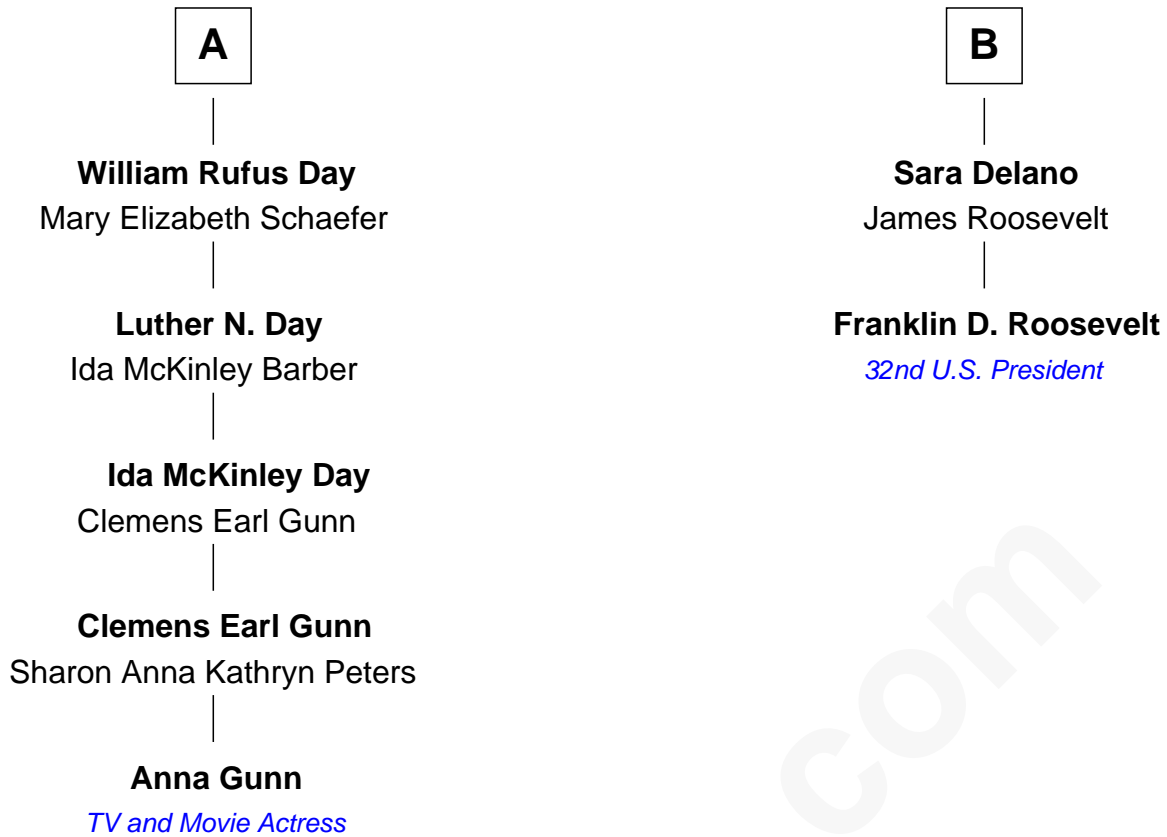 A
William Rufus Day
Mary Elizabeth Schaefer
Luther N. Day
Ida McKinley Barber
Ida McKinley Day
Clemens Earl Gunn
Clemens Earl Gunn
Sharon Anna Kathryn Peters
Anna Gunn
TV and Movie Actress
B
Sara Delano
James Roosevelt
Franklin D. Roosevelt
32nd U.S. President
com